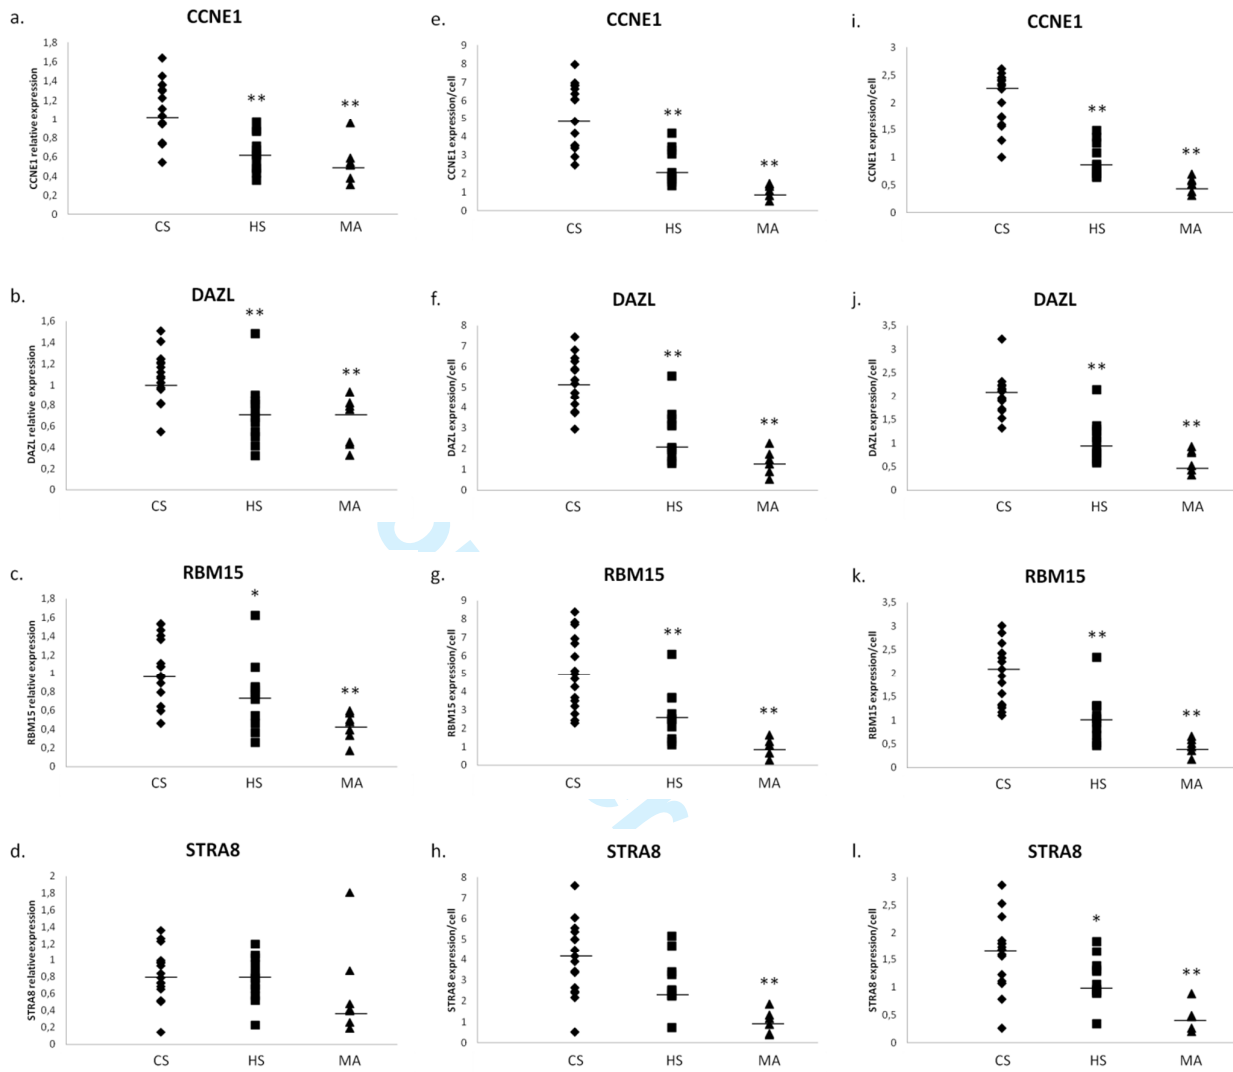 a.
CCNE1
CCNE1 relative expression
1,8
1,6
1,4
1,2
1
0,8
0,6
0,4
0,2
0
**
**
CS HS MA
e.
CCNE1
CCNE1 expression/cell
9
8
7
6
5
4
3
2
1
0
**
**
CS HS MA
i.
CCNE1
CCNE1 expression/cell
3
2,5
2
1,5
1
0,5
0
**
**
CS HS MA
b.
DAZL
DAZL relative expression
1,6
1,4
1,2
1
0,8
0,6
0,4
0,2
0
**
**
CS HS MA
f.
DAZL
DAZL expression/cell
8
7
6
5
4
3
2
1
0
**
**
CS HS MA
j.
DAZL
DAZL expression/cell
3,5
3
2,5
2
1,5
1
0,5
0
**
**
CS HS MA
c.
RBM15
RBM15 relative expression
1,8
1,6
1,4
1,2
1
0,8
0,6
0,4
0,2
0
*
**
CS HS MA
g.
RBM15
RBM15 expression/cell
9
8
7
6
5
4
3
2
1
0
**
**
CS HS MA
k.
RBM15
RBM15 expression/cell
3,5
3
2,5
2
1,5
1
0,5
0
**
**
CS HS MA
d.
STRA8
STRA8 relative expression
2
1,8
1,6
1,4
1,2
1
0,8
0,6
0,4
0,2
0
CS HS MA
h.
STRA8
STRA8 expression/cell
8
7
6
5
4
3
2
1
0
**
CS HS MA
l.
STRA8
STRA8 expression/cell
3
2,5
2
1,5
1
0,5
0
*
**
CS HS MA